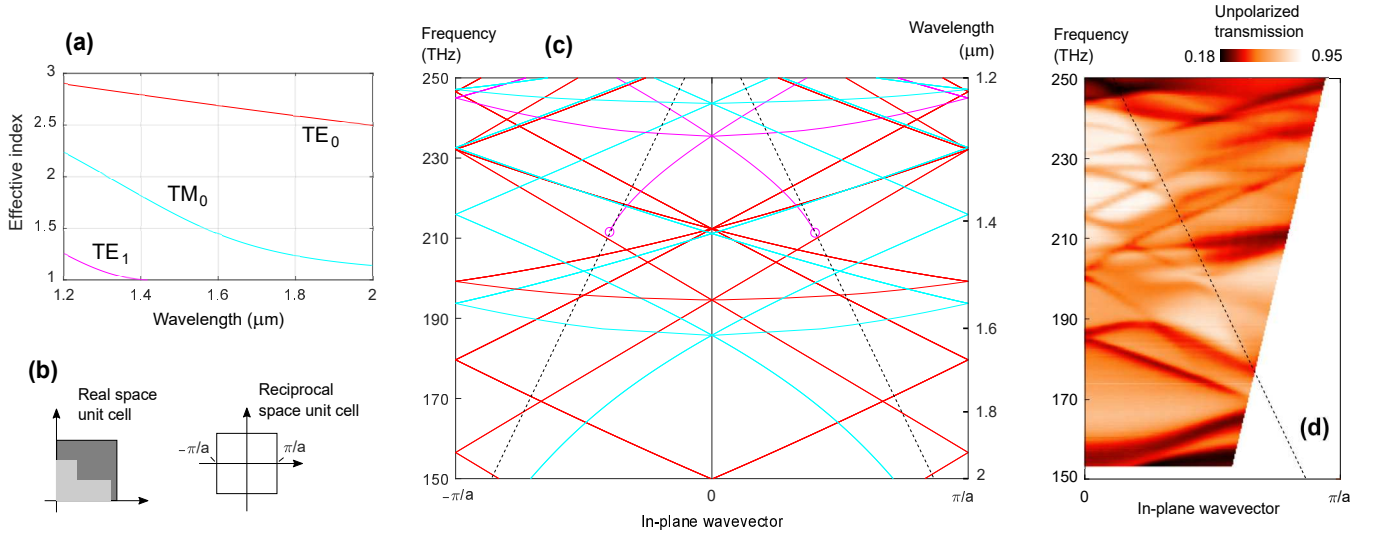 (a)
Effective index
3
2.5
2
1.5
1
TE0
TM0
TE1
1.2
1.4
1.6
1.8
2
Wavelength (μm)
(b)
Real space
unit cell
Reciprocal
space unit cell
−π/a
π/a
Frequency
(THz)
(c)
Wavelength
(μm)
250
230
210
190
170
150
1.2
1.4
1.6
1.8
2
−π/a
0
π/a
In-plane wavevector
Unpolarized
transmission
Frequency
(THz)
0.18
0.95
250
230
210
190
170
150
(d)
0
π/a
In-plane wavevector